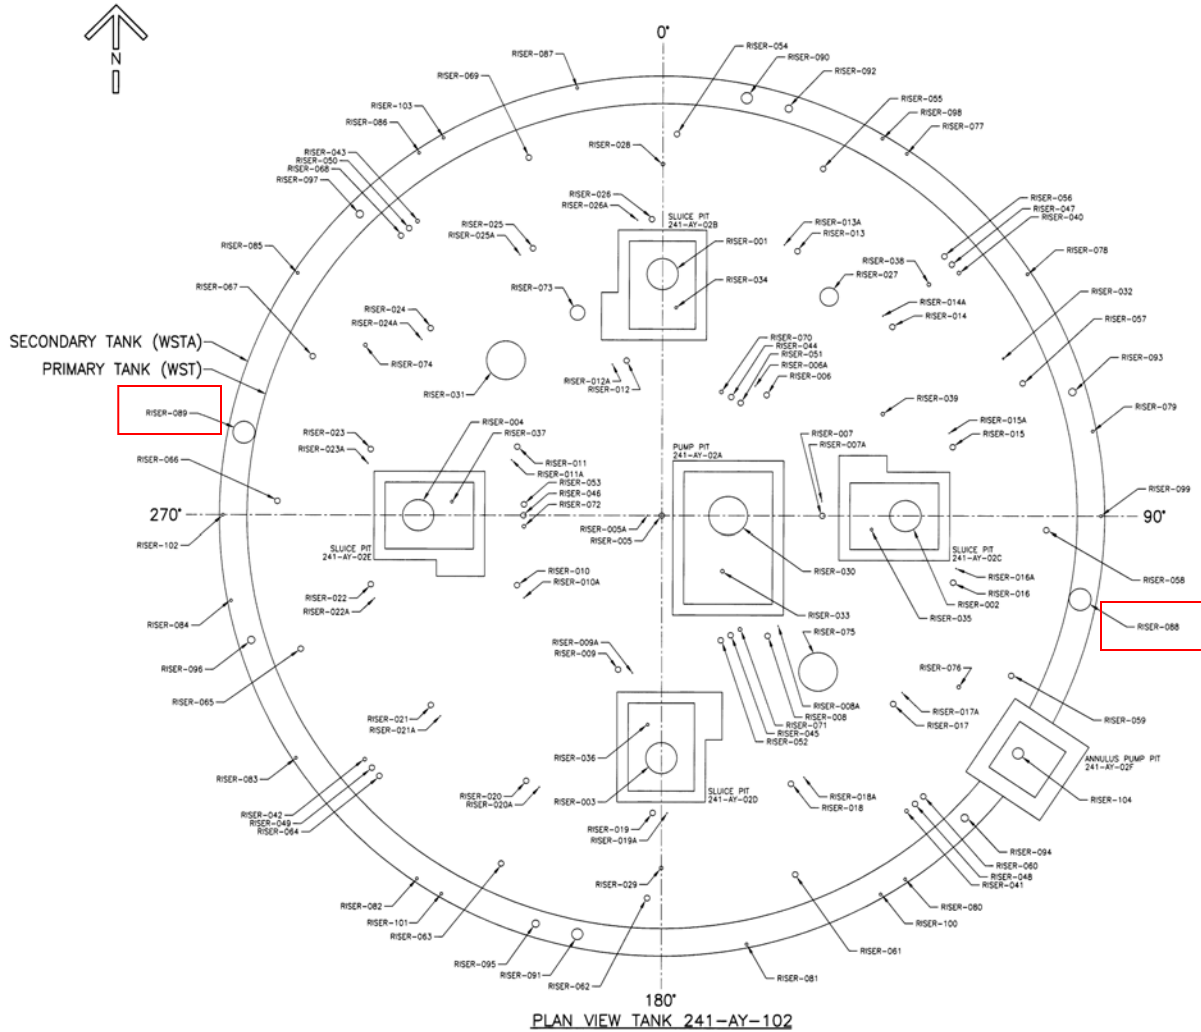 N
0°
RISER-054
RISER-087
RISER-090
RISER-069
RISER-092
RISER-055
RISER-103
RISER-098
RISER-086
RISER-077
RISER-028
RISER-043
RISER-050
RISER-068
RISER-097
RISER-026
RISER-026A
SLUICE PIT
241-AY-02B
RISER-056
RISER-047
RISER-040
RISER-025
RISER-025A
RISER-013A
RISER-013
RISER-001
RISER-085
RISER-038
RISER-078
RISER-027
RISER-034
RISER-067
RISER-073
RISER-032
RISER-014A
RISER-014
RISER-024
RISER-024A
RISER-057
SECONDARY TANK (WSTA)
PRIMARY TANK (WST)
RISER-070
RISER-044
RISER-051
RISER-006A
RISER-006
RISER-093
RISER-074
RISER-012A
RISER-012
RISER-031
RISER-089
RISER-039
RISER-079
RISER-004
RISER-037
RISER-015A
RISER-015
RISER-023
RISER-023A
RISER-007
RISER-007A
PUMP PIT
241-AY-02A
RISER-011
RISER-011A
RISER-066
RISER-053
RISER-046
RISER-072
RISER-099
270°
90°
RISER-005A
RISER-005
RISER-102
SLUICE PIT
241-AY-02E
SLUICE PIT
241-AY-02C
RISER-010
RISER-010A
RISER-030
RISER-016A
RISER-016
RISER-058
RISER-022
RISER-022A
RISER-002
RISER-033
RISER-035
RISER-084
RISER-088
RISER-075
RISER-009A
RISER-009
RISER-096
RISER-076
RISER-065
RISER-021
RISER-021A
RISER-008A
RISER-008
RISER-071
RISER-045
RISER-052
RISER-017A
RISER-017
RISER-059
RISER-036
ANNULUS PUMP PIT
241-AY-02F
RISER-083
RISER-020
RISER-020A
RISER-003
SLUICE PIT
241-AY-02D
RISER-018A
RISER-018
RISER-104
RISER-042
RISER-049
RISER-064
RISER-019
RISER-019A
RISER-094
RISER-060
RISER-048
RISER-041
RISER-029
RISER-082
RISER-101
RISER-063
RISER-080
RISER-100
RISER-095
RISER-091
RISER-062
RISER-061
RISER-081
180°
PLAN VIEW TANK 241-AY-102